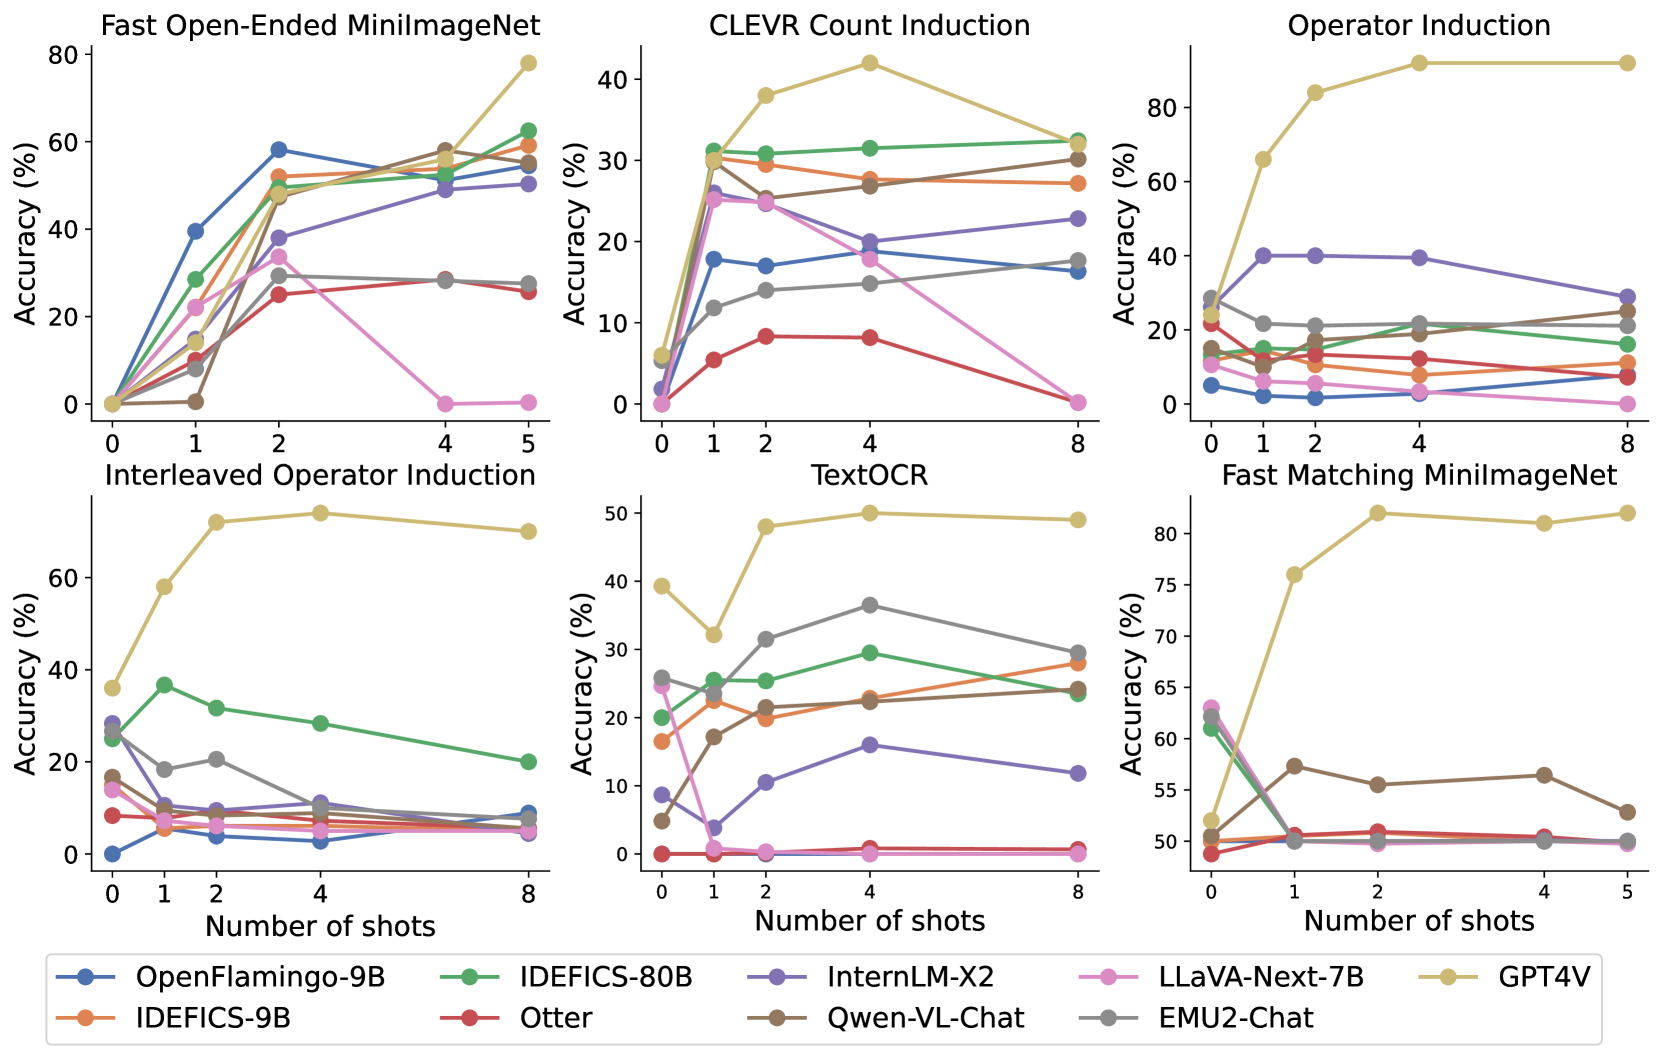 Fast Open-Ended MiniImageNet
CLEVR Count Induction
Operator Induction
Accuracy (%)
80
60
40
20
0
0 1 2 4 5
Accuracy (%)
40
30
20
10
0
0 1 2 4 8
Accuracy (%)
80
60
40
20
0
0 1 2 4 8
Interleaved Operator Induction
TextOCR
Fast Matching MiniImageNet
Accuracy (%)
60
40
20
0
0 1 2 4 8
Number of shots
Accuracy (%)
50
40
30
20
10
0
0 1 2 4 8
Number of shots
Accuracy (%)
80
75
70
65
60
55
50
0 1 2 4 5
Number of shots
OpenFlamingo-9B IDEFICS-80B InternLM-X2 LLaVA-Next-7B GPT4V
IDEFICS-9B Otter Qwen-VL-Chat EMU2-Chat